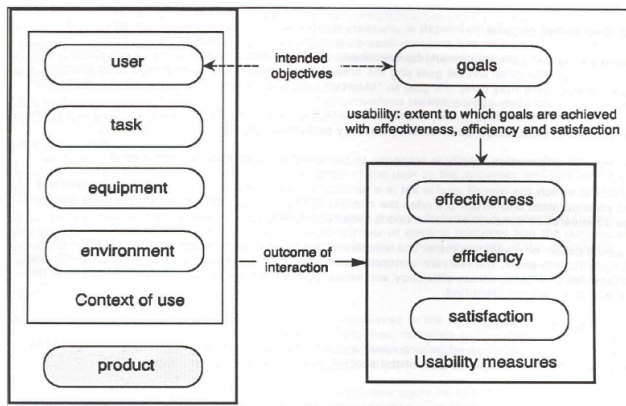 user
task
equipment
environment
Context of use
product
intended
objectives
outcome of
interaction
goals
usability: extent to which goals are achieved
with effectiveness, efficiency and satisfaction
effectiveness
efficiency
satisfaction
Usability measures